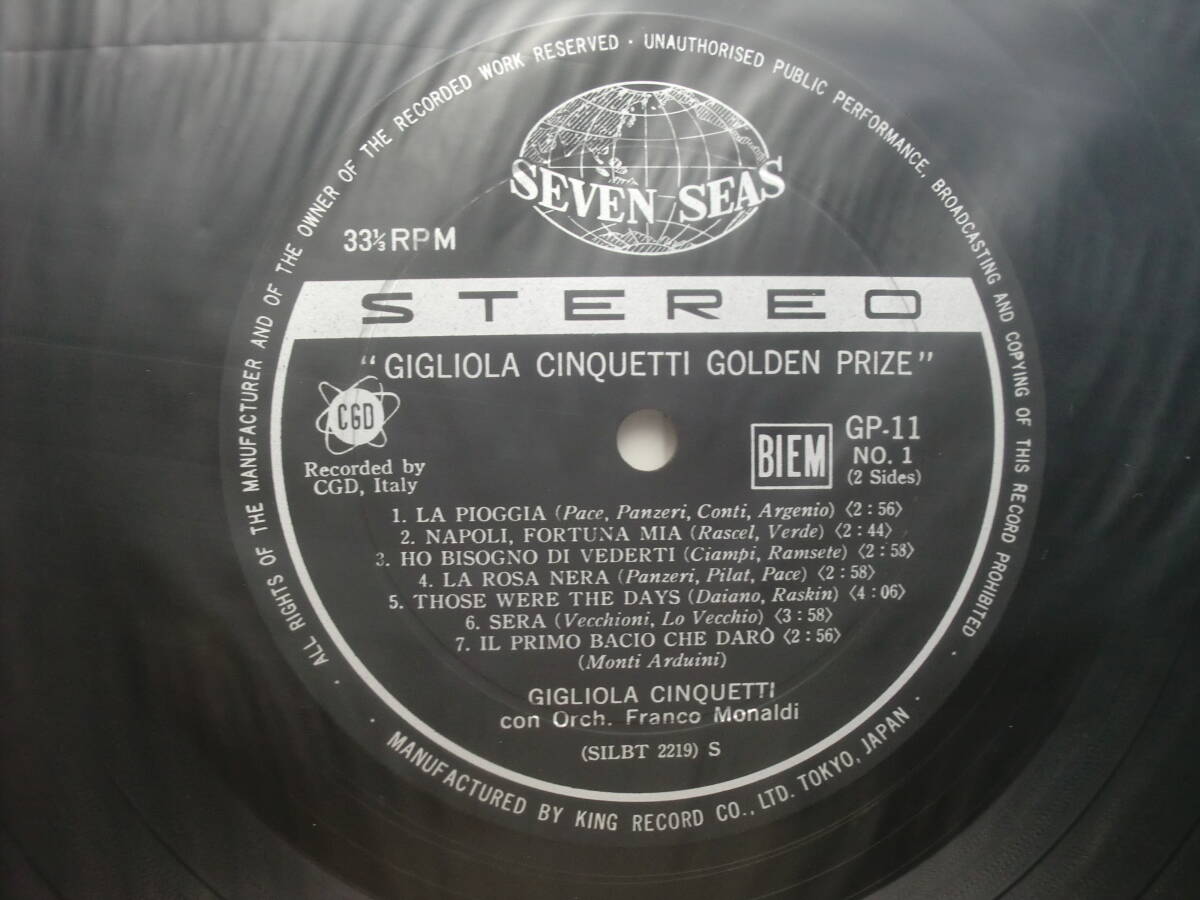 ALL RIGHTS OF THE MANUFACTURER AND OF THE OWNER OF THE RECORDED WORK RESERVED · UNAUTHORISED PUBLIC PERFORMANCE, BROADCASTING AND COPYING OF THIS RECORD PROHIBITED ·
SEVEN SEAS
33⅓ RPM
STEREO
"GIGLIOLA CINQUETTI GOLDEN PRIZE"
CGD
Recorded by
CGD, Italy
BIEM
GP-11
NO. 1
(2 Sides)
1. LA PIOGGIA (Pace, Panzeri, Conti, Argenio) ⟨2:56⟩
2. NAPOLI, FORTUNA MIA (Rascel, Verde) ⟨2:44⟩
3. HO BISOGNO DI VEDERTI (Ciampi, Ramsete) ⟨2:58⟩
4. LA ROSA NERA (Panzeri, Pilat, Pace) ⟨2:58⟩
5. THOSE WERE THE DAYS (Daiano, Raskin) ⟨4:06⟩
6. SERA (Vecchioni, Lo Vecchio) ⟨3:58⟩
7. IL PRIMO BACIO CHE DARÒ ⟨2:56⟩
(Monti Arduini)
GIGLIOLA CINQUETTI
con Orch. Franco Monaldi
(SILBT 2219) S
· MANUFACTURED BY KING RECORD CO., LTD. TOKYO, JAPAN ·